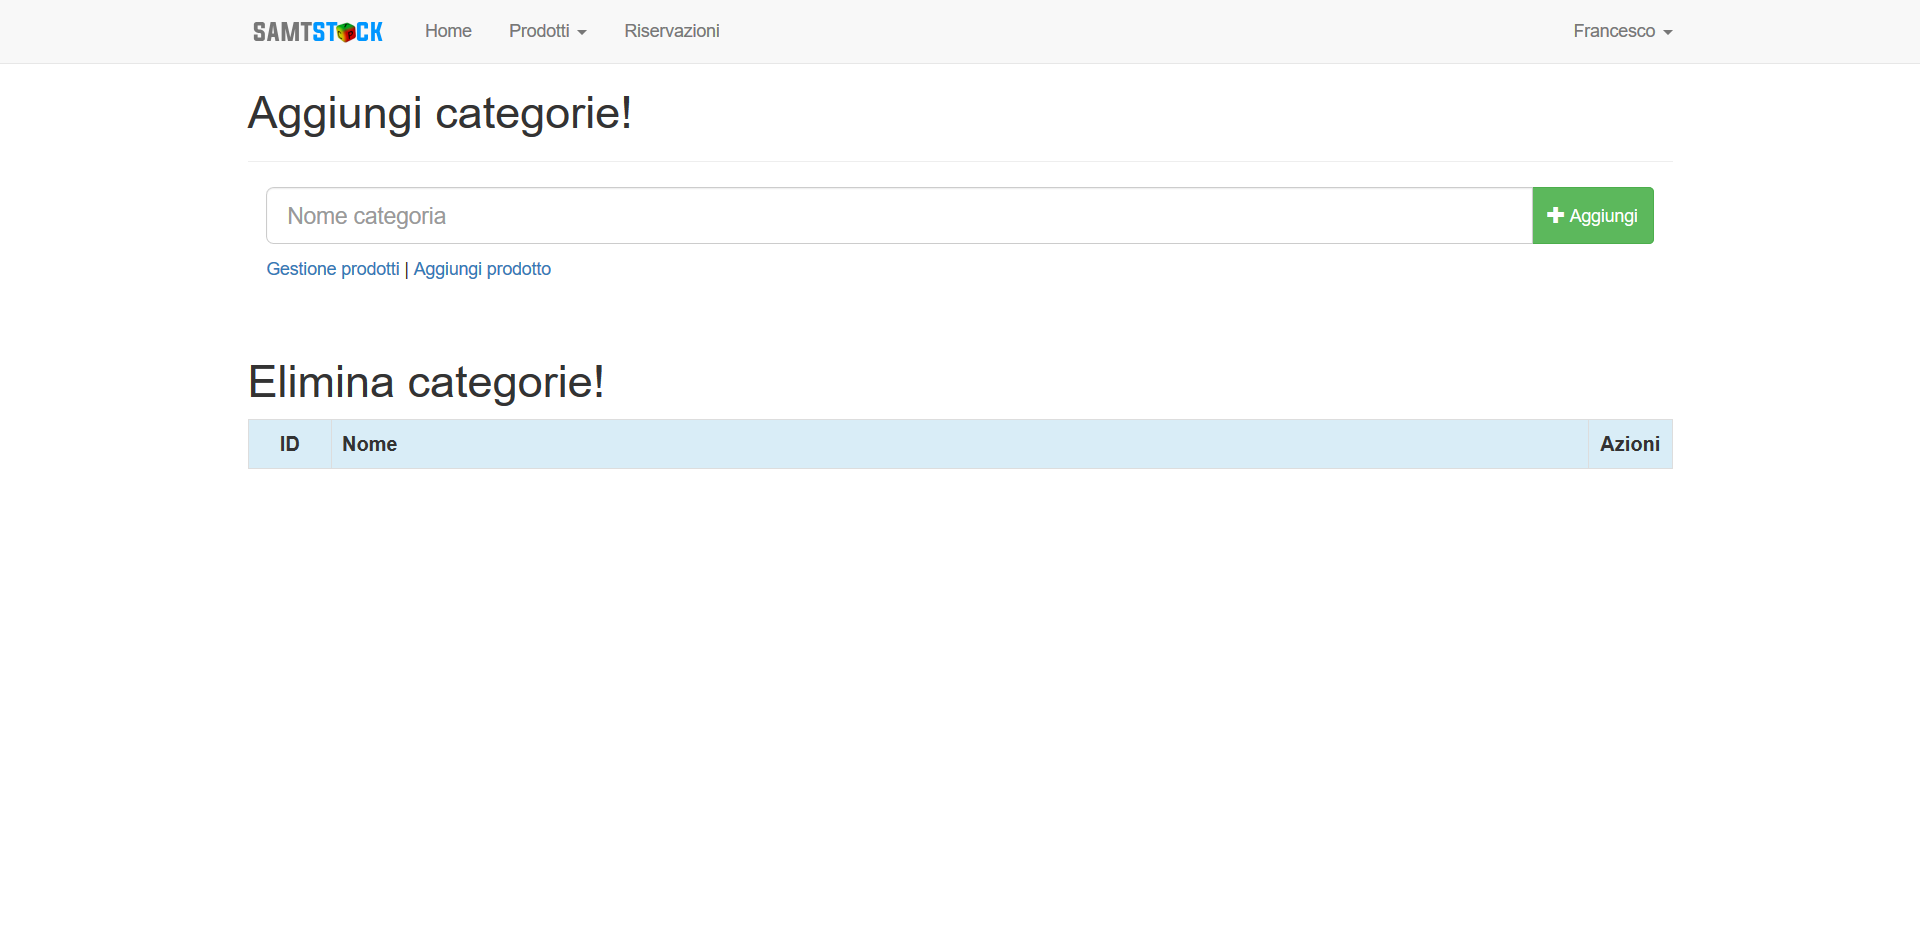 SAMTSTOCK Home Prodotti Riservazioni Francesco
Aggiungi categorie!
Nome categoria Aggiungi
Gestione prodotti | Aggiungi prodotto
Elimina categorie!
ID Nome Azioni